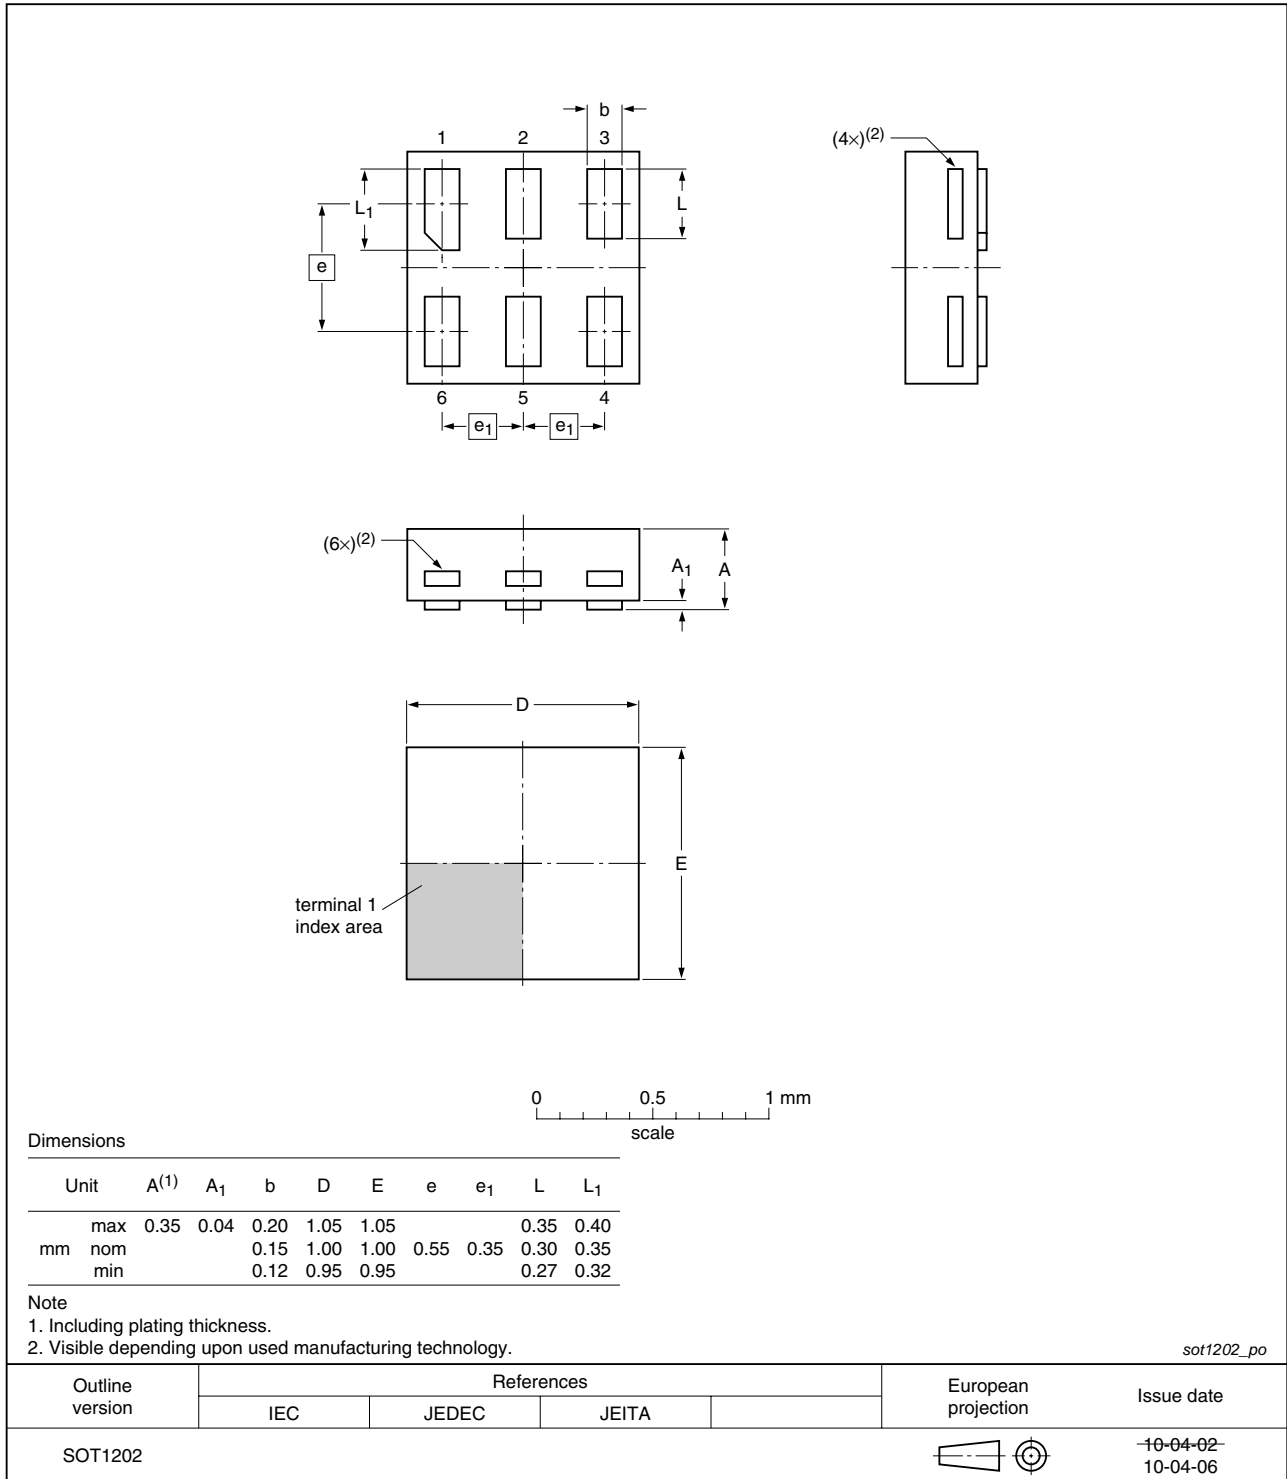 b
1 2 3
(4×)(2)
L1
L
e
6 5 4
e1 e1
(6×)(2)
A1 A
D
E
terminal 1
index area
0 0.5 1 mm
scale
Dimensions
Unit A(1) A1 b D E e e1 L L1
max 0.35 0.04 0.20 1.05 1.05 0.35 0.40
mm nom 0.15 1.00 1.00 0.55 0.35 0.30 0.35
min 0.12 0.95 0.95 0.27 0.32
Note
1. Including plating thickness.
2. Visible depending upon used manufacturing technology.
sot1202_po
Outline
version
References
IEC JEDEC JEITA
European
projection
Issue date
SOT1202
10-04-02
10-04-06